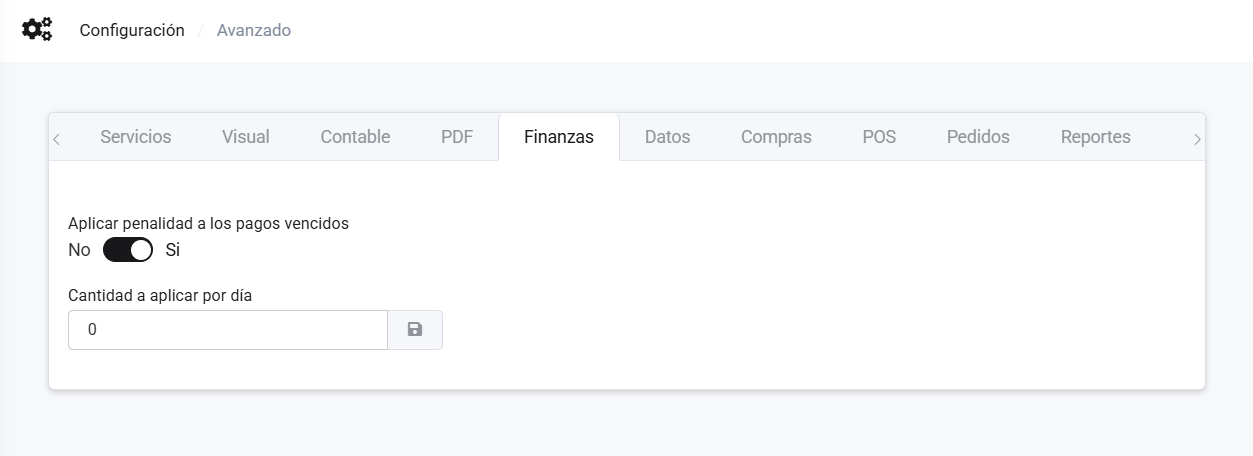 Configuración / Avanzado
Servicios Visual Contable PDF Finanzas Datos Compras POS Pedidos Reportes
Aplicar penalidad a los pagos vencidos
No Si
Cantidad a aplicar por día
0